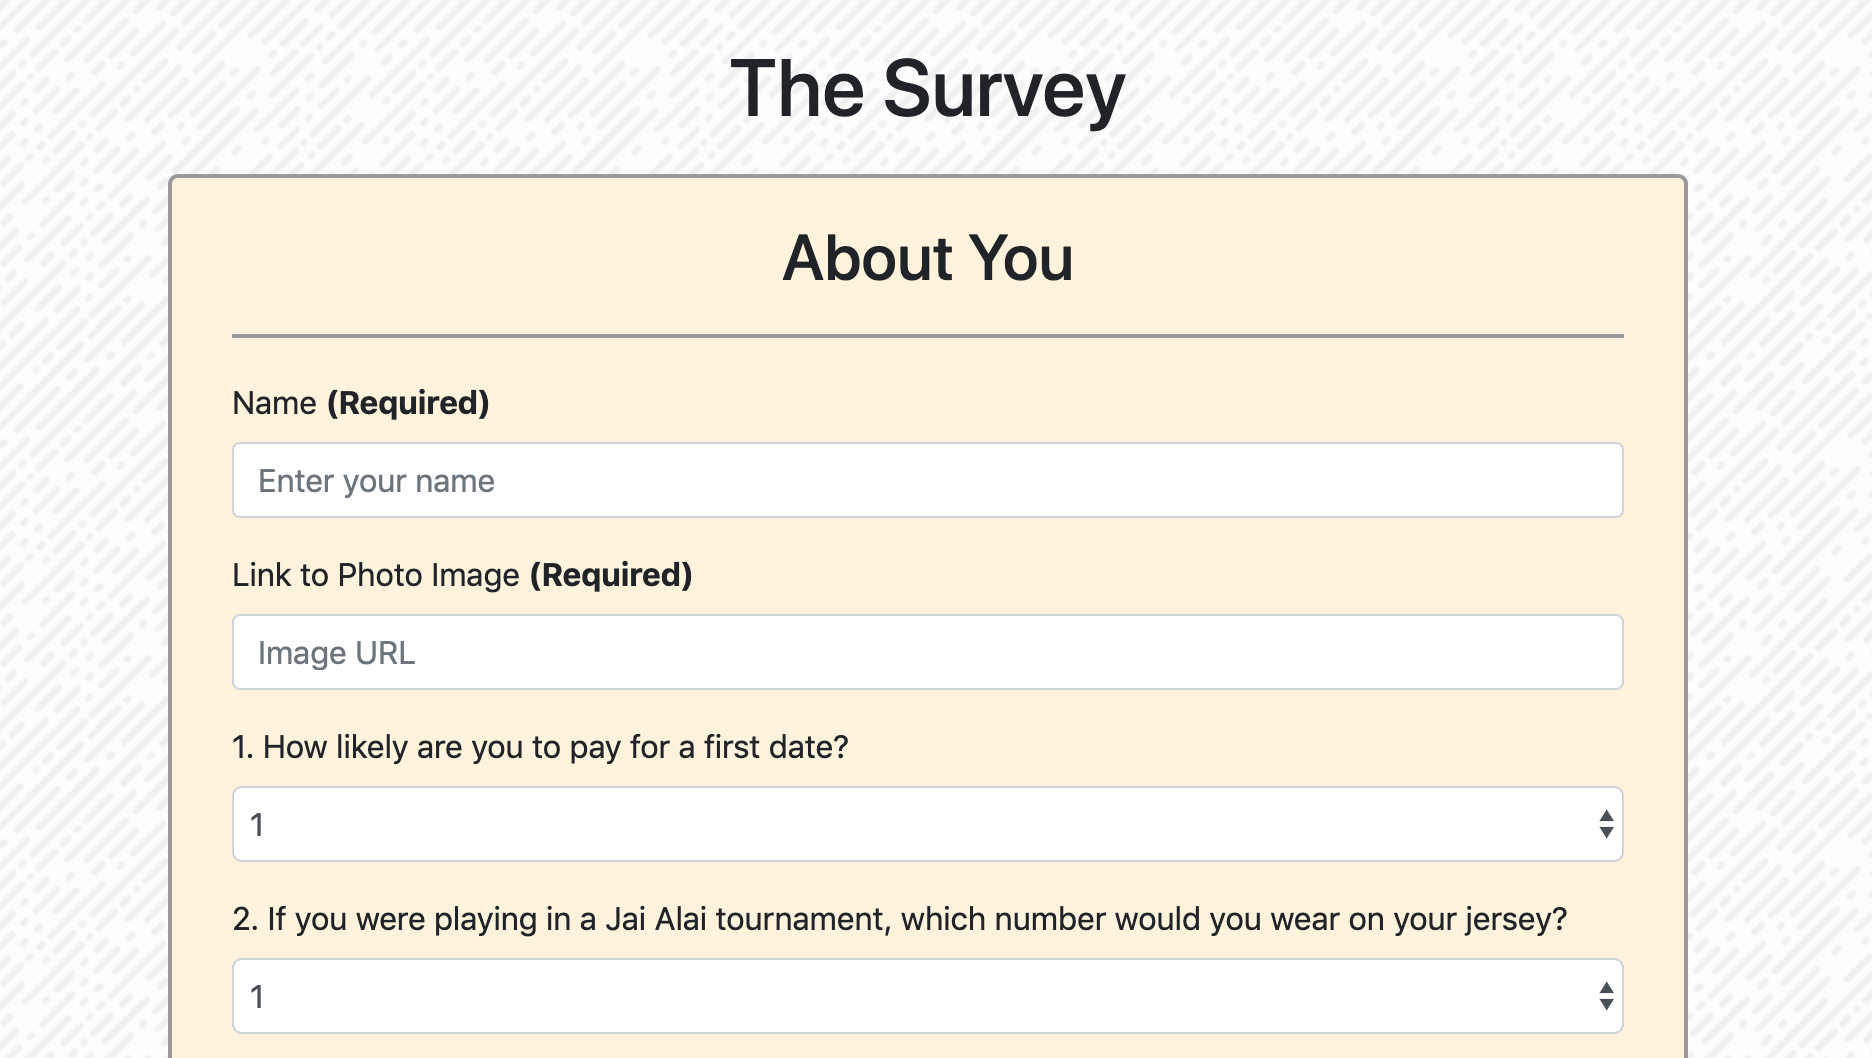 The Survey
About You
Name (Required)
Enter your name
Link to Photo Image (Required)
Image URL
1. How likely are you to pay for a first date?
1
2. If you were playing in a Jai Alai tournament, which number would you wear on your jersey?
1